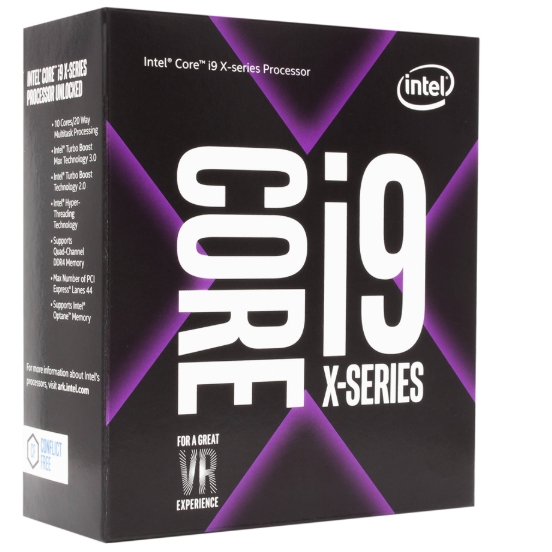 INTEL® CORE™ i9 X-SERIES
PROCESSOR UNLOCKED
• 10 Cores/20 Way
Multitask Processing
• Intel® Turbo Boost
Max Technology 3.0
• Intel® Turbo Boost
Technology 2.0
• Intel® Hyper-
Threading
Technology
• Supports
Quad-Channel
DDR4 Memory
• Max Number of PCI
Express® Lanes 44
• Supports Intel®
Optane™ Memory
For more information about Intel's
processors, visit ark.intel.com
CONFLICT
FREE
Intel® Core™ i9 X-series Processor
intel
CORE
i9
X-SERIES
FOR A GREAT
VR
EXPERIENCE